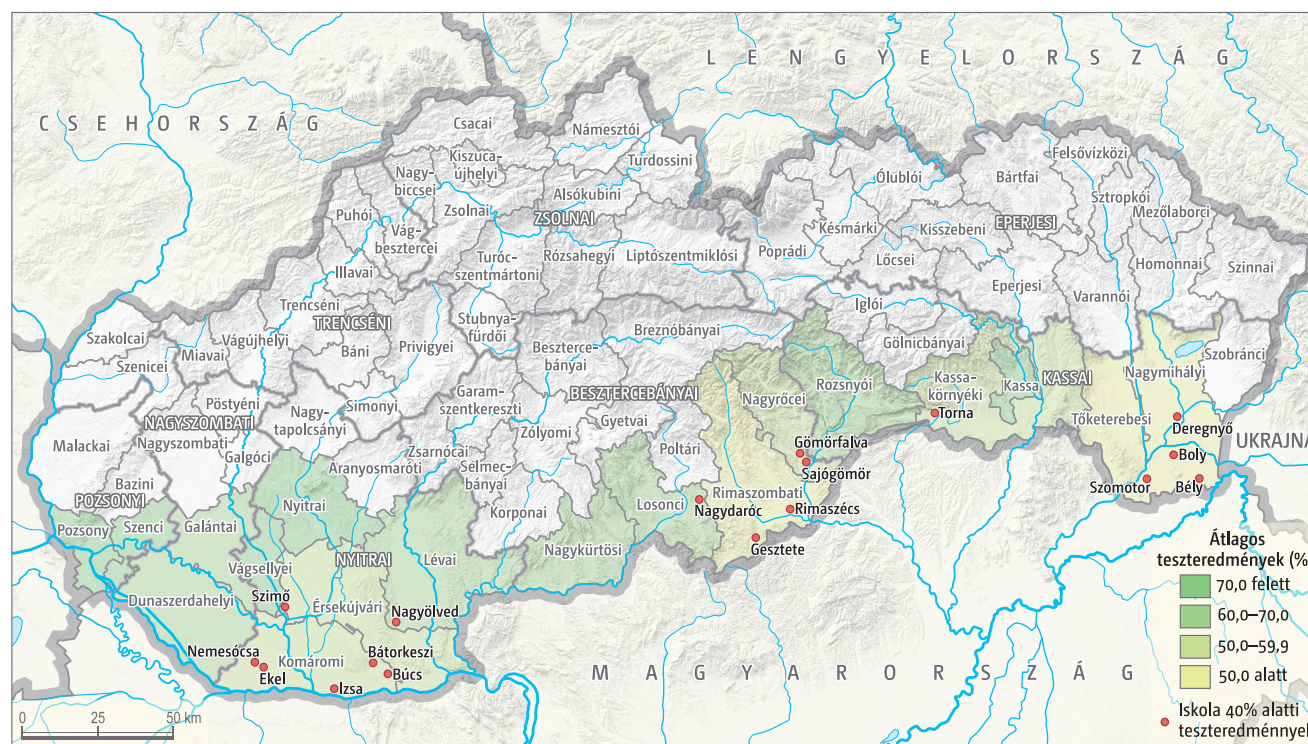 LENGYELORSZÁG
CSEHORSZÁG
Csacai
Námesztói
Kiszuca-
újhelyi
Turdossini
Nagy-
biccsei
Alsókubini
Zsolnai
ZSOLNAI
Puhói
Vág-
besztercei
Illavai
Turóc-
szentmártoni
Rózsahegyi
Liptószentmiklósi
Felsővízközi
Bártfai
Ólublói
Sztropkói
Mezőlaborci
Késmárki
Kisszebeni
EPERJESI
Poprádi
Lőcsei
Homonnai
Szinnai
Eperjesi
Varannói
Trencséni
TRENCSÉNI
Stubnya-
fürdői
Iglói
Breznóbányai
Gölnicbányai
Szakolcai
Miavai
Vágújhelyi
Báni
Privigyei
Besztercе-
bányai
Szenicei
Szobránci
Nagymihályi
Rozsnyói
Kassa-
környéki
Kassa
KASSAI
Pöstyéni
Simonyi
Garam-
szentkereszti
BESZTERCEBÁNYAI
Nagyrőcei
NAGYSZOMBATI
Nagy-
tapolcsányi
Gyetvai
Torna
Tőketerebesi
Deregnyő
Malackai
Nagyszombati
Galgóci
Zsarnócai
Zólyomi
Poltári
UKRAJNA
Aranyosmaróti
Selmec-
bányai
Gömörfalva
Sajógömör
Boly
Bazini
POZSONYI
Szomotor
Bély
Nyitrai
Korponai
Losonci
Rimaszombati
Nagydaróc
Rimaszécs
Pozsony
Szenci
Galántai
Gesztete
NYITRAI
Lévai
Nagykürtösi
Vágsellyei
Dunaszerdahelyi
Szimő
Érsekújvári
Nagyölved
Nemesócsa
Ekel
Komáromi
Bátorkeszi
Búcs
Izsa
MAGYARORSZÁG
Átlagos
teszteredmények (%
70,0 felett
60,0–70,0
50,0–59,9
50,0 alatt
Iskola 40% alatti
teszteredménnyel
0 25 50 km